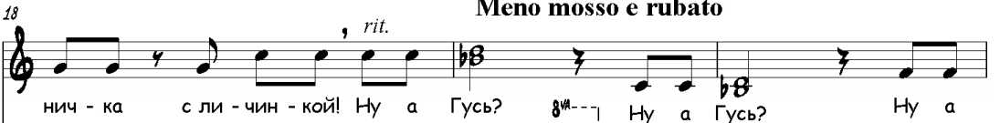 18
Meno mosso e rubato
rit.
нич - ка с ли - чин - кой! Ну а Гусь? 8va Ну а Гусь? Ну а